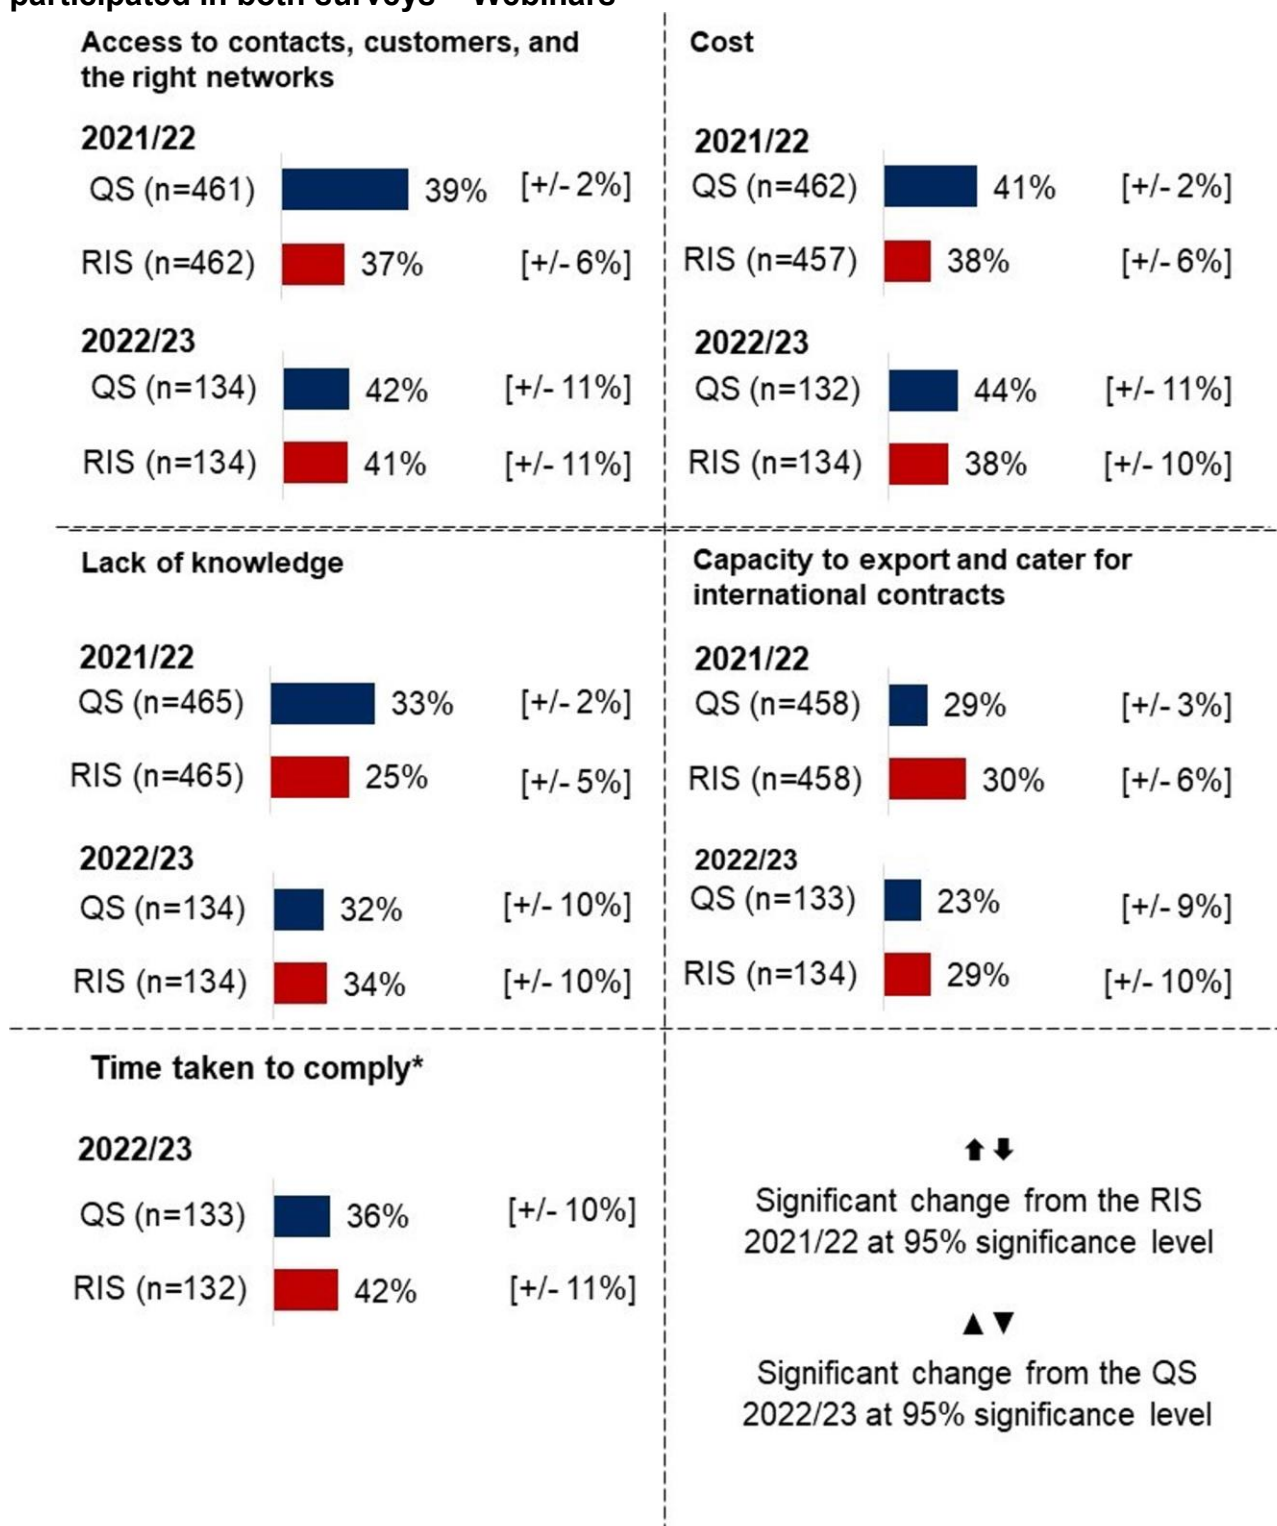 participated in both surveys – Webinars
Access to contacts, customers, and
the right networks
2021/22
QS (n=461) 39% [+/- 2%]
RIS (n=462) 37% [+/- 6%]
2022/23
QS (n=134) 42% [+/- 11%]
RIS (n=134) 41% [+/- 11%]
Cost
2021/22
QS (n=462) 41% [+/- 2%]
RIS (n=457) 38% [+/- 6%]
2022/23
QS (n=132) 44% [+/- 11%]
RIS (n=134) 38% [+/- 10%]
Lack of knowledge
2021/22
QS (n=465) 33% [+/- 2%]
RIS (n=465) 25% [+/- 5%]
2022/23
QS (n=134) 32% [+/- 10%]
RIS (n=134) 34% [+/- 10%]
Capacity to export and cater for
international contracts
2021/22
QS (n=458) 29% [+/- 3%]
RIS (n=458) 30% [+/- 6%]
2022/23
QS (n=133) 23% [+/- 9%]
RIS (n=134) 29% [+/- 10%]
Time taken to comply*
2022/23
QS (n=133) 36% [+/- 10%]
RIS (n=132) 42% [+/- 11%]
Significant change from the RIS
2021/22 at 95% significance level
▲ ▼
Significant change from the QS
2022/23 at 95% significance level